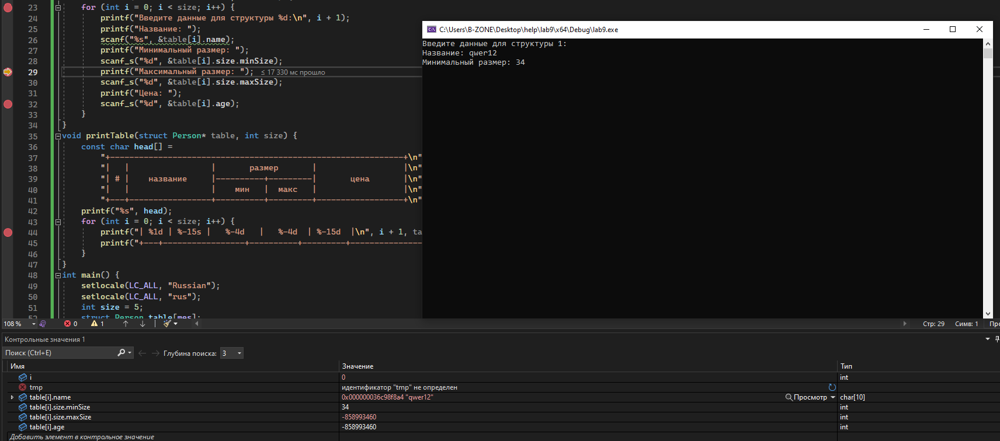 23 for (int i = 0; i < size; i++) {
24 printf("Введите данные для структуры %d:\n", i + 1);
25 printf("Название: ");
26 scanf("%s", &table[i].name);
27 printf("Минимальный размер: ");
28 scanf_s("%d", &table[i].size.minSize);
29 printf("Максимальный размер: "); ≤ 17 330 мс прошло
30 scanf_s("%d", &table[i].size.maxSize);
31 printf("Цена: ");
32 scanf_s("%d", &table[i].age);
33 }
34 }
35 void printTable(struct Person* table, int size) {
36 const char head[] =
37 "+-------------------------------------------------------------+\n"
38 "|   |                 |       размер       |                  |\n"
39 "| # |    название     |----------+---------|       цена       |\n"
40 "|   |                 |    мин   |  макс   |                  |\n"
41 "+---+-----------------+----------+---------+------------------+\n"
42 printf("%s", head);
43 for (int i = 0; i < size; i++) {
44 printf("| %1d | %-15s |   %-4d   |   %-4d  | %-15d  |\n", i + 1, ta
45 printf("+---+-----------------+----------+---------+---------------
46 }
47 }
48 int main() {
49 setlocale(LC_ALL, "Russian");
50 setlocale(LC_ALL, "rus");
51 int size = 5;
52 struct Person table[mes];
C:\Users\B-ZONE\Desktop\help\lab9\x64\Debug\lab9.exe
Введите данные для структуры 1:
Название: qwer12
Минимальный размер: 34
108 % 0 1 Стр: 29 Симв: 1 Про
Контрольные значения 1
Поиск (Ctrl+E) Глубина поиска: 3
Имя Значение Тип
i 0 int
tmp идентификатор "tmp" не определен
table[i].name 0x000000036c98f8a4 "qwer12" Просмотр char[10]
table[i].size.minSize 34 int
table[i].size.maxSize -858993460 int
table[i].age -858993460 int
Добавить элемент в контрольное значение